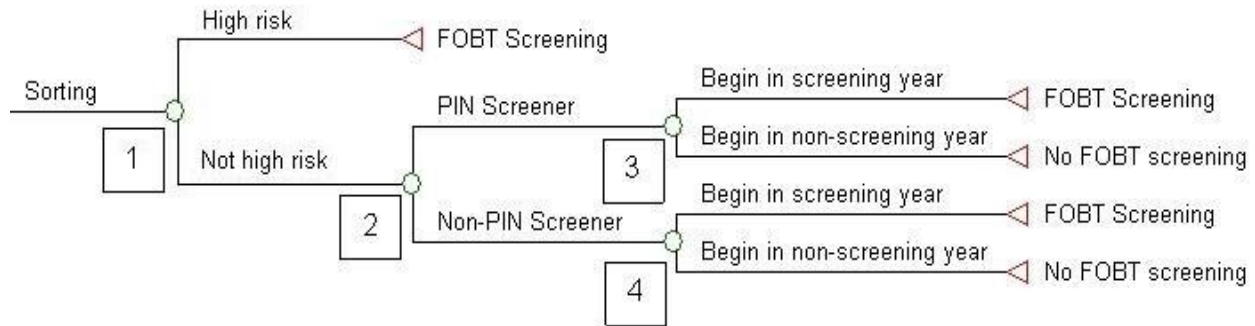 High risk
FOBT Screening
Sorting
Begin in screening year
FOBT Screening
PIN Screener
1
Begin in non-screening year
No FOBT screening
Not high risk
3
Begin in screening year
FOBT Screening
2
Non-PIN Screener
Begin in non-screening year
No FOBT screening
4